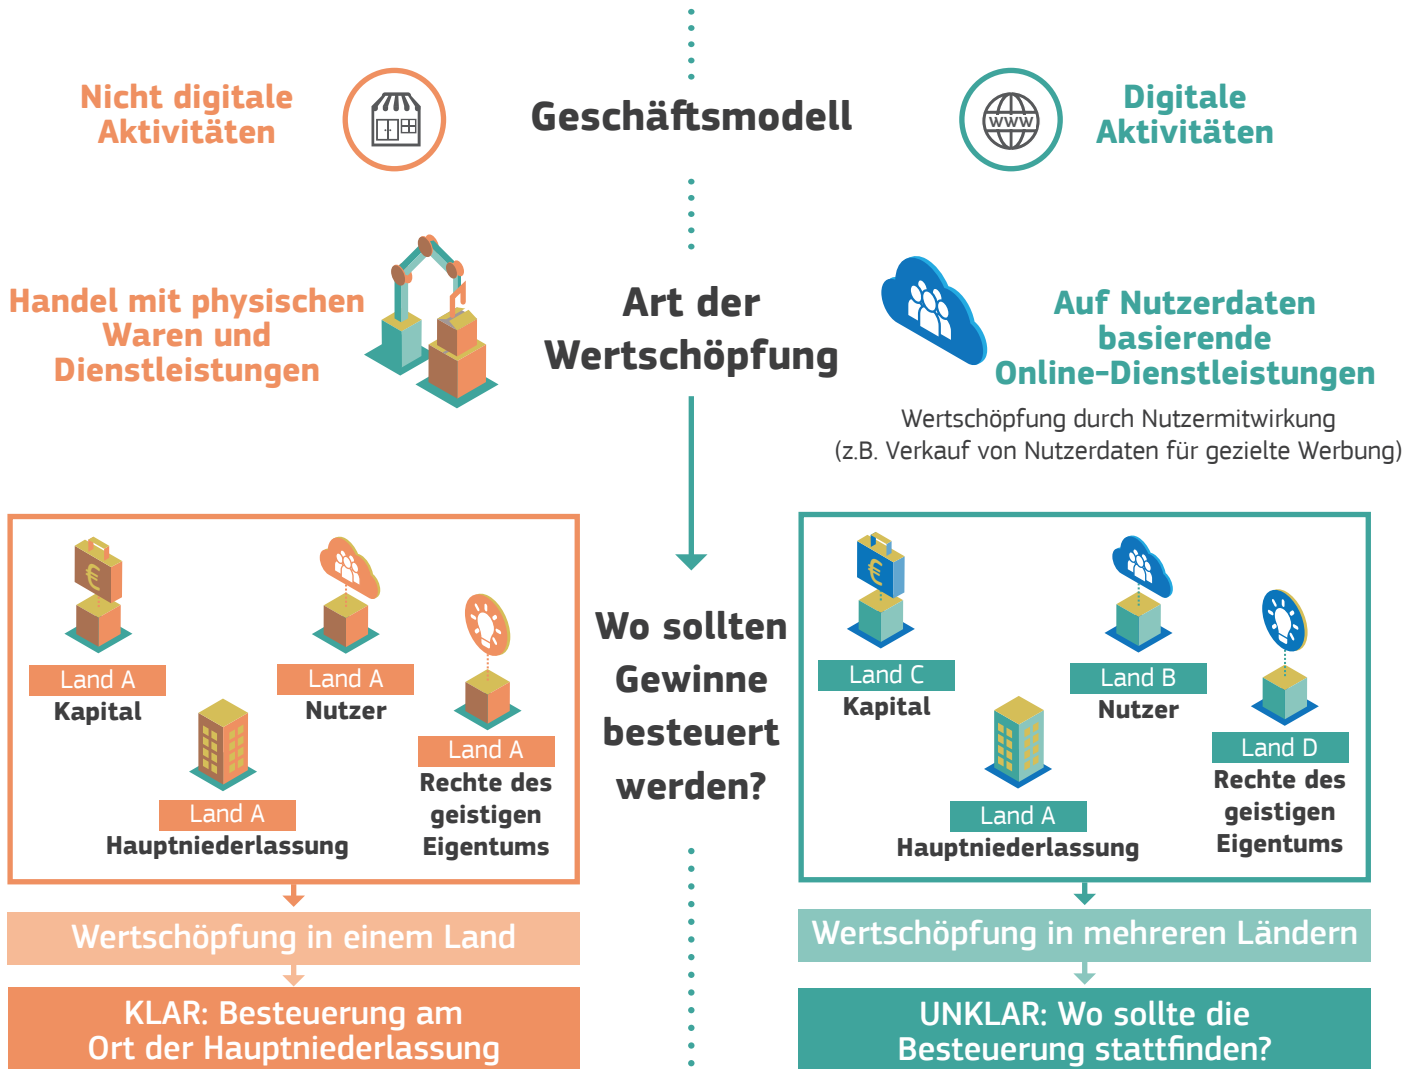 Nicht digitale
Aktivitäten
Geschäftsmodell
WWW
Digitale
Aktivitäten
Handel mit physischen
Waren und
Dienstleistungen
Art der
Wertschöpfung
Auf Nutzerdaten
basierende
Online-Dienstleistungen
Wertschöpfung durch Nutzermitwirkung
(z.B. Verkauf von Nutzerdaten für gezielte Werbung)
€
Land A
Kapital
Land A
Nutzer
Land A
Rechte des
geistigen
Eigentums
Land A
Hauptniederlassung
Wo sollten
Gewinne
besteuert
werden?
€
Land C
Kapital
Land B
Nutzer
Land D
Rechte des
geistigen
Eigentums
Land A
Hauptniederlassung
Wertschöpfung in einem Land
KLAR: Besteuerung am
Ort der Hauptniederlassung
Wertschöpfung in mehreren Ländern
UNKLAR: Wo sollte die
Besteuerung stattfinden?